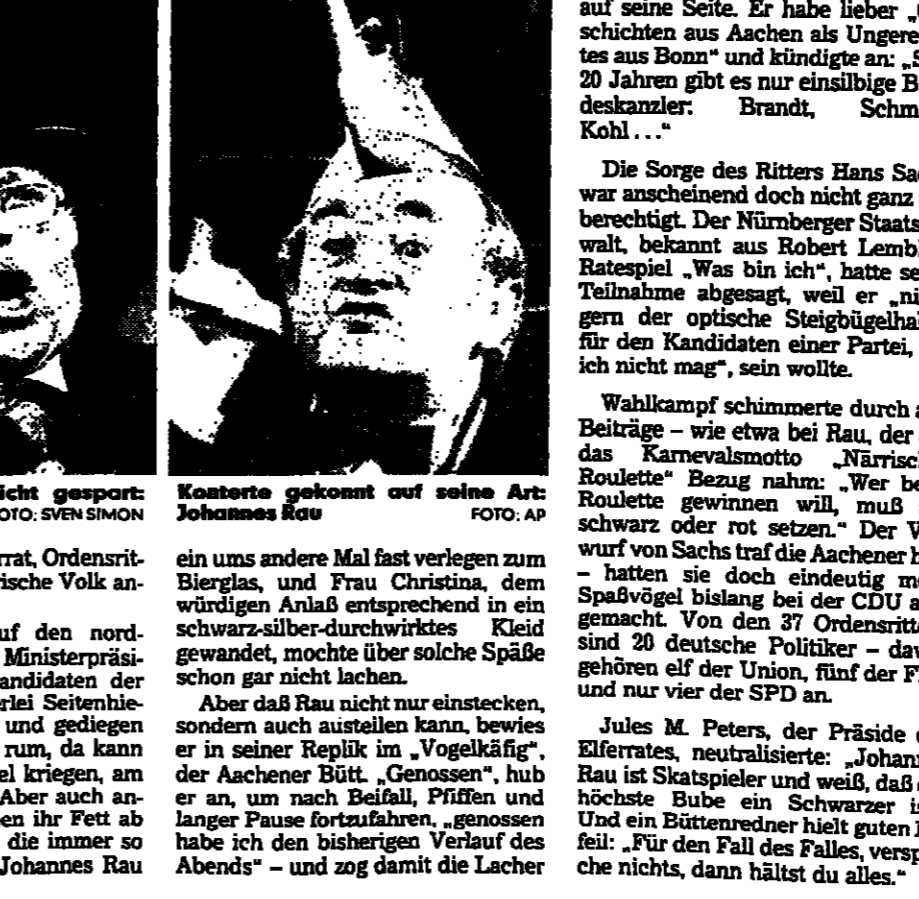 icht gespart:
OTO: SVEN SIMON
rrat, Ordensrit-
rische Volk an-
uf den nord-
Ministerpräsi-
andidaten der
rlei Seitenhie-
und gediegen
rum, da kann
el kriegen, am
Aber auch an-
en ihr Fett ab
die immer so
Johannes Rau
Konterte gekonnt auf seine Art:
Johannes Rau
FOTO: AP
ein ums andere Mal fast verlegen zum
Bierglas, und Frau Christina, dem
würdigen Anlaß entsprechend in ein
schwarz-silber-durchwirktes Kleid
gewandet, mochte über solche Späße
schon gar nicht lachen.
Aber daß Rau nicht nur einstecken,
sondern auch austeilen kann, bewies
er in seiner Replik im „Vogelkäfig“,
der Aachener Bütt. „Genossen“, hub
er an, um nach Beifall, Pfiffen und
langer Pause fortzufahren, „genossen
habe ich den bisherigen Verlauf des
Abends“ – und zog damit die Lacher
auf seine Seite. Er habe lieber
schichten aus Aachen als Ungere
tes aus Bonn“ und kündigte an: „S
20 Jahren gibt es nur einsilbige B
deskanzler: Brandt, Schm
Kohl...“
Die Sorge des Ritters Hans Sa
war anscheinend doch nicht ganz
berechtigt. Der Nürnberger Staats
walt, bekannt aus Robert Lemb
Ratespiel „Was bin ich“, hatte se
Teilnahme abgesagt, weil er „ni
gern der optische Steigbügelha
für den Kandidaten einer Partei,
ich nicht mag“, sein wollte.
Wahlkampf schimmerte durch a
Beiträge – wie etwa bei Rau, der
das Karnevalsmotto „Närrisc
Roulette“ Bezug nahm: „Wer be
Roulette gewinnen will, muß
schwarz oder rot setzen.“ Der V
wurf von Sachs traf die Aachener h
– hatten sie doch eindeutig m
Spaßvögel bislang bei der CDU a
gemacht. Von den 37 Ordensritte
sind 20 deutsche Politiker – dav
gehören elf der Union, fünf der F
und nur vier der SPD an.
Jules M. Peters, der Präside
Elferrates, neutralisierte: „Johan
Rau ist Skatspieler und weiß, daß
höchste Bube ein Schwarzer is
Und ein Büttenredner hielt guten
feil: „Für den Fall des Falles, versp
che nichts, dann hältst du alles.“